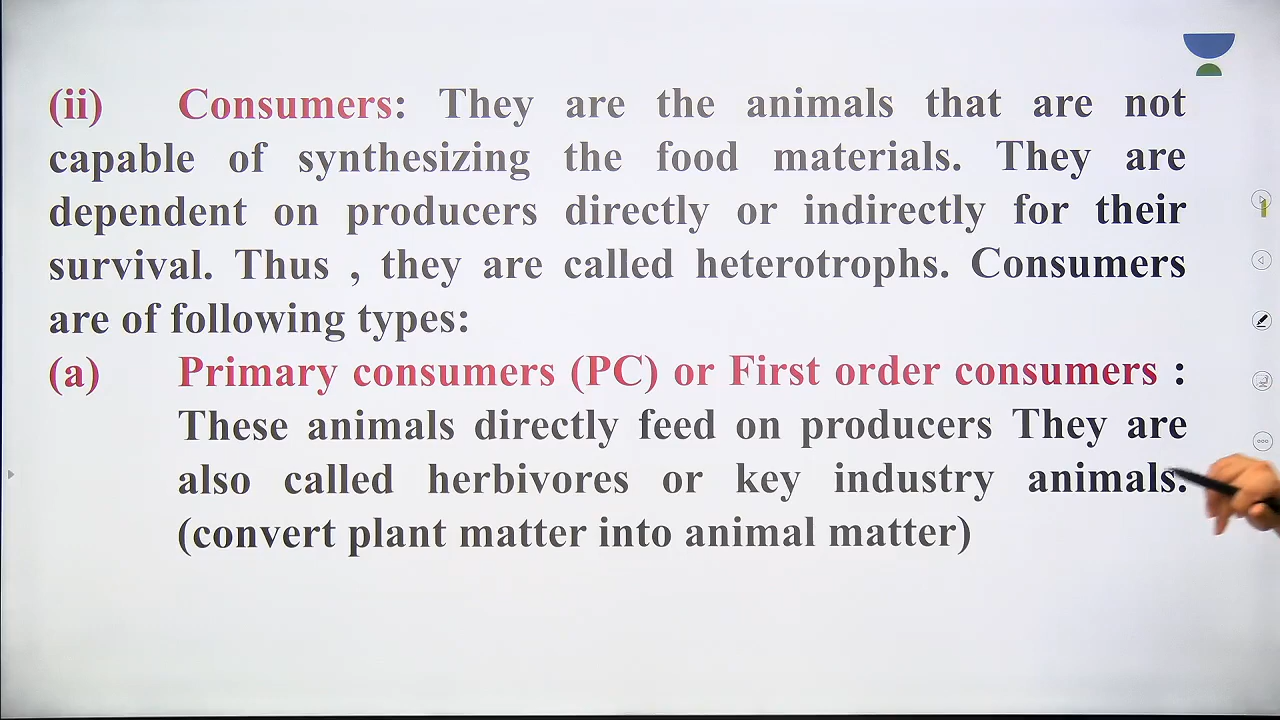 (ii) Consumers: They are the animals that are not
capable of synthesizing the food materials. They are
dependent on producers directly or indirectly for their
survival. Thus , they are called heterotrophs. Consumers
are of following types:
(a) Primary consumers (PC) or First order consumers :
These animals directly feed on producers They are
also called herbivores or key industry animals.
(convert plant matter into animal matter)